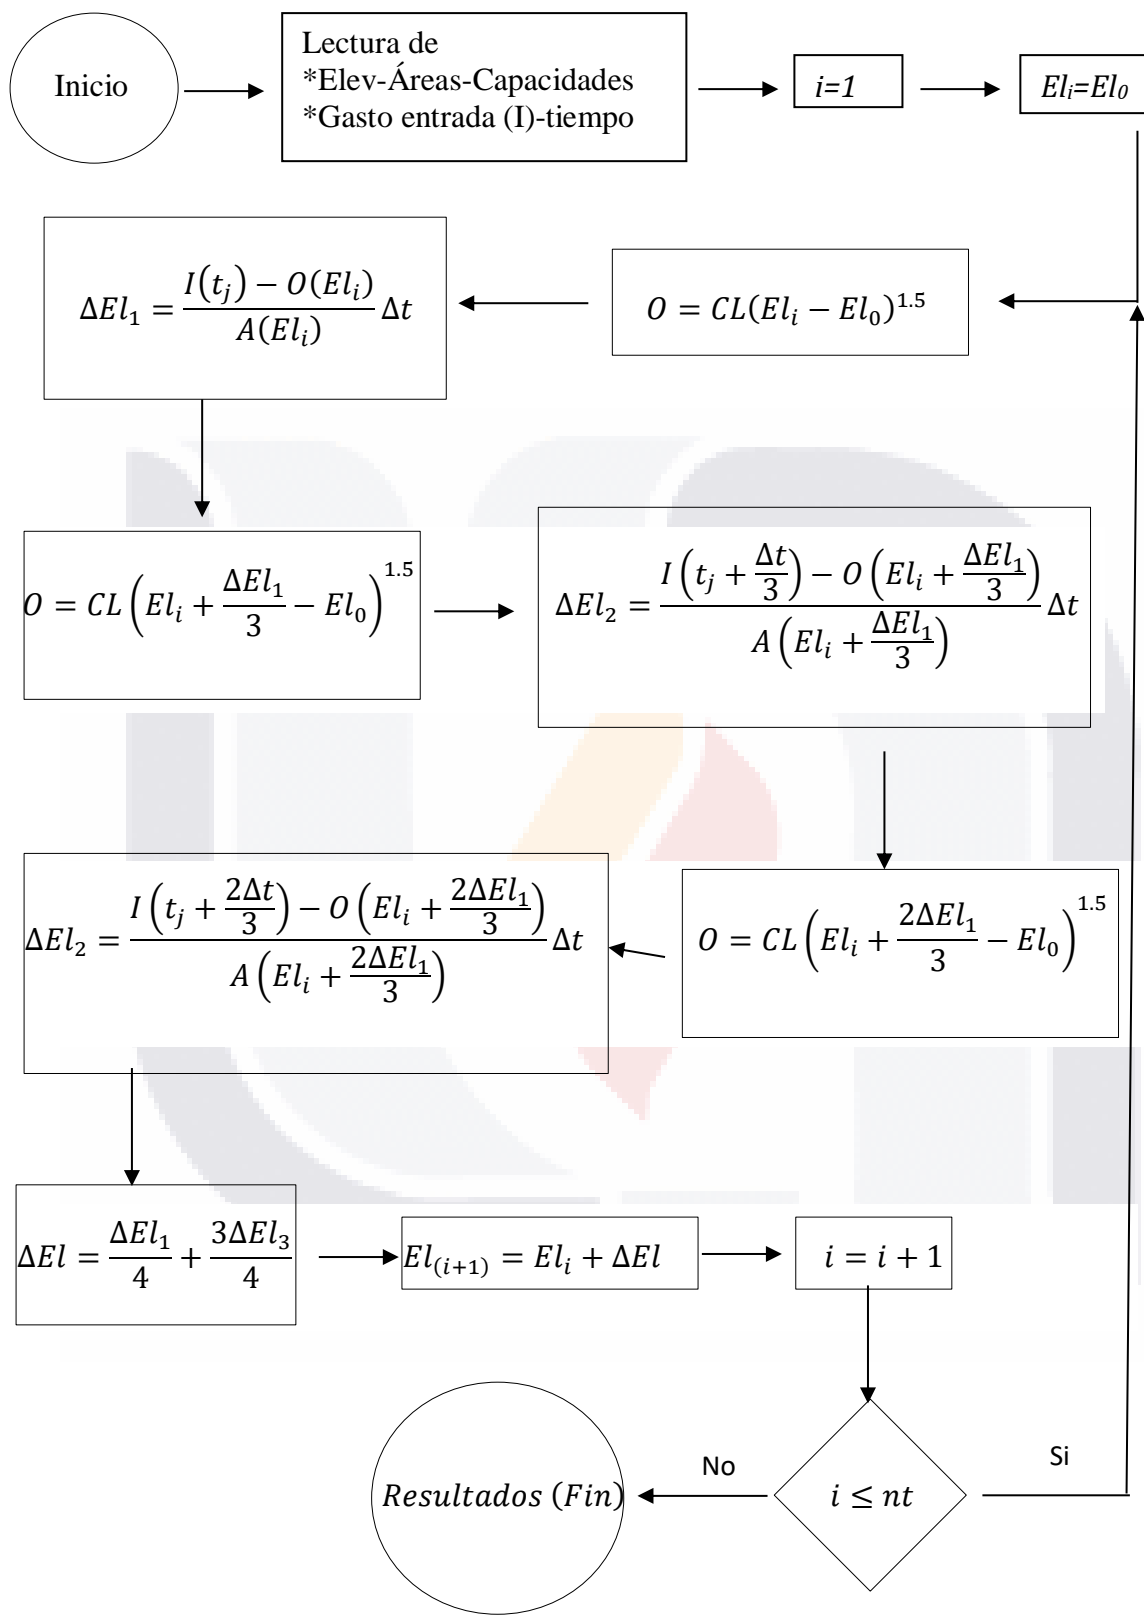 Inicio
Lectura de
*Elev-Áreas-Capacidades
*Gasto entrada (I)-tiempo
i=1
Elᵢ=El₀
O = CL(Elᵢ − El₀)^1.5
ΔEl₁ = (I(tⱼ) − O(Elᵢ)) / A(Elᵢ) Δt
O = CL(Elᵢ + ΔEl₁/3 − El₀)^1.5
ΔEl₂ = (I(tⱼ + Δt/3) − O(Elᵢ + ΔEl₁/3)) / A(Elᵢ + ΔEl₁/3) Δt
O = CL(Elᵢ + 2ΔEl₁/3 − El₀)^1.5
ΔEl₂ = (I(tⱼ + 2Δt/3) − O(Elᵢ + 2ΔEl₁/3)) / A(Elᵢ + 2ΔEl₁/3) Δt
ΔEl = ΔEl₁/4 + 3ΔEl₃/4
El₍ᵢ₊₁₎ = Elᵢ + ΔEl
i = i + 1
i ≤ nt
Si
No
Resultados (Fin)